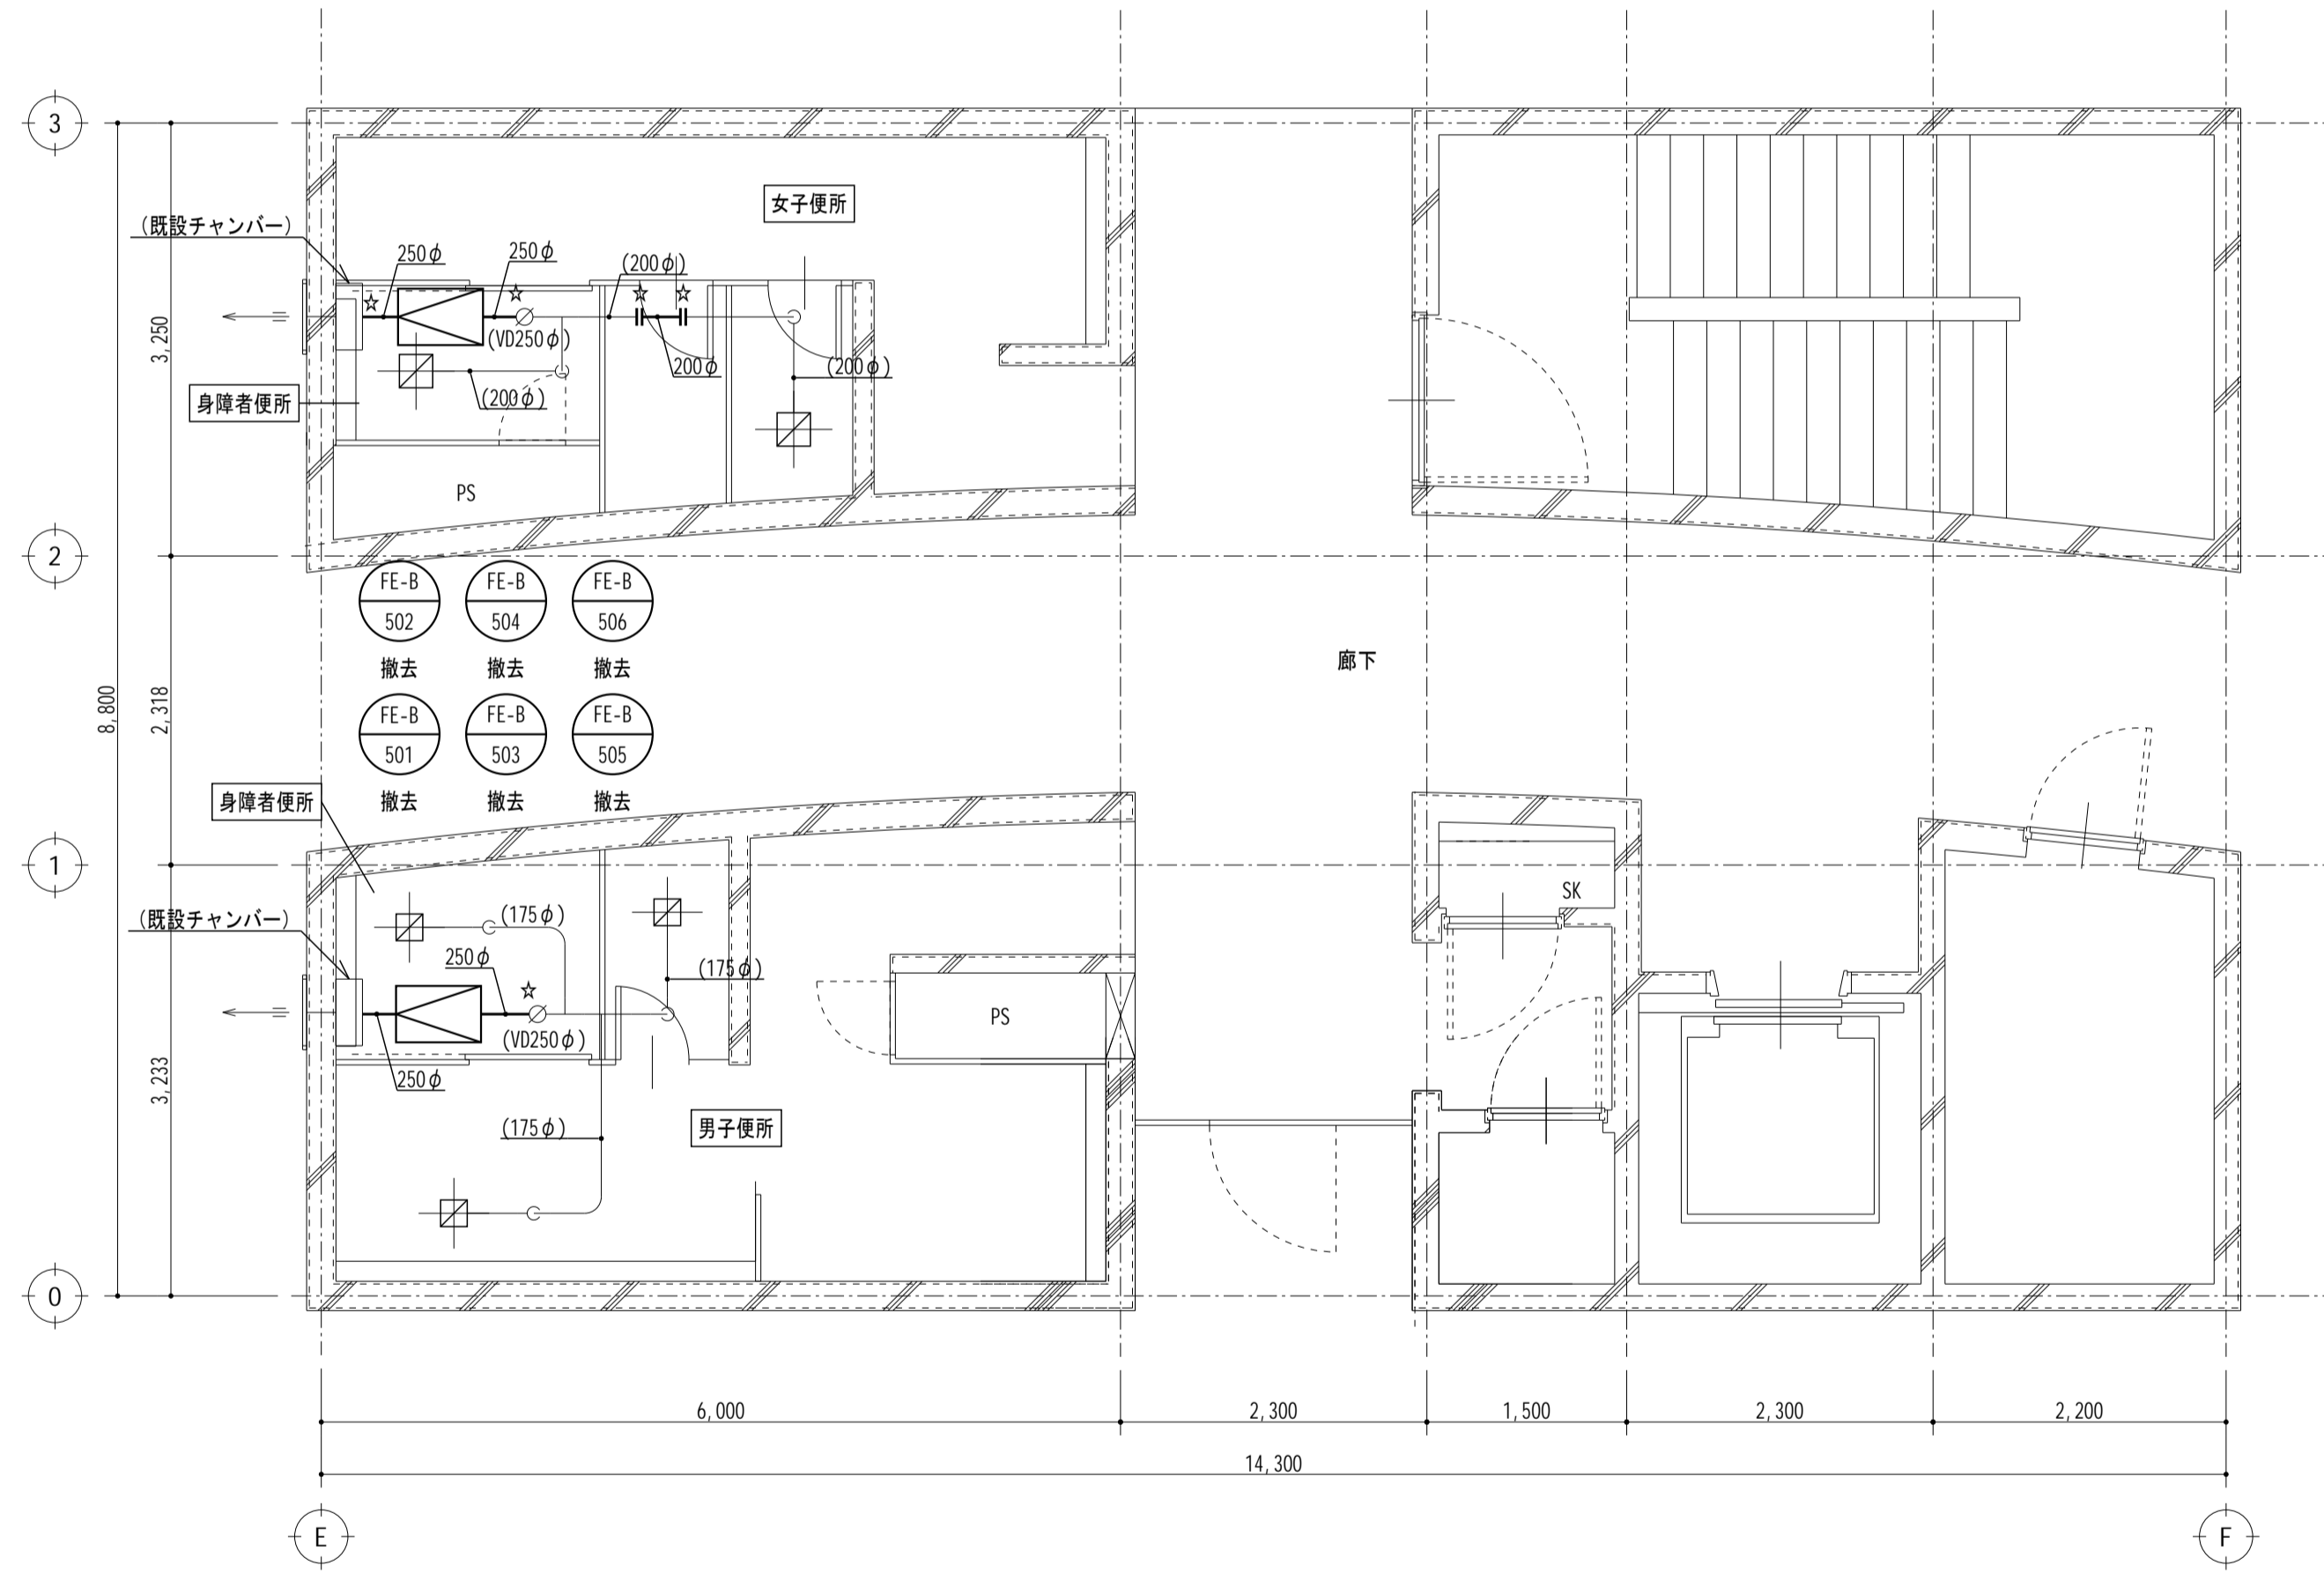 3
女子便所
(既設チャンバー)
250φ
250φ
(200φ)
☆
☆
☆
☆
(VD250φ)
200φ
(200φ)
3,250
身障者便所
(200φ)
PS
2
FE-B
502
撤去
FE-B
504
撤去
FE-B
506
撤去
廊下
8,800
2,318
FE-B
501
撤去
FE-B
503
撤去
FE-B
505
撤去
身障者便所
1
SK
(既設チャンバー)
(175φ)
250φ
(175φ)
☆
PS
(VD250φ)
250φ
3,233
(175φ)
男子便所
0
6,000
2,300
1,500
2,300
2,200
14,300
E
F